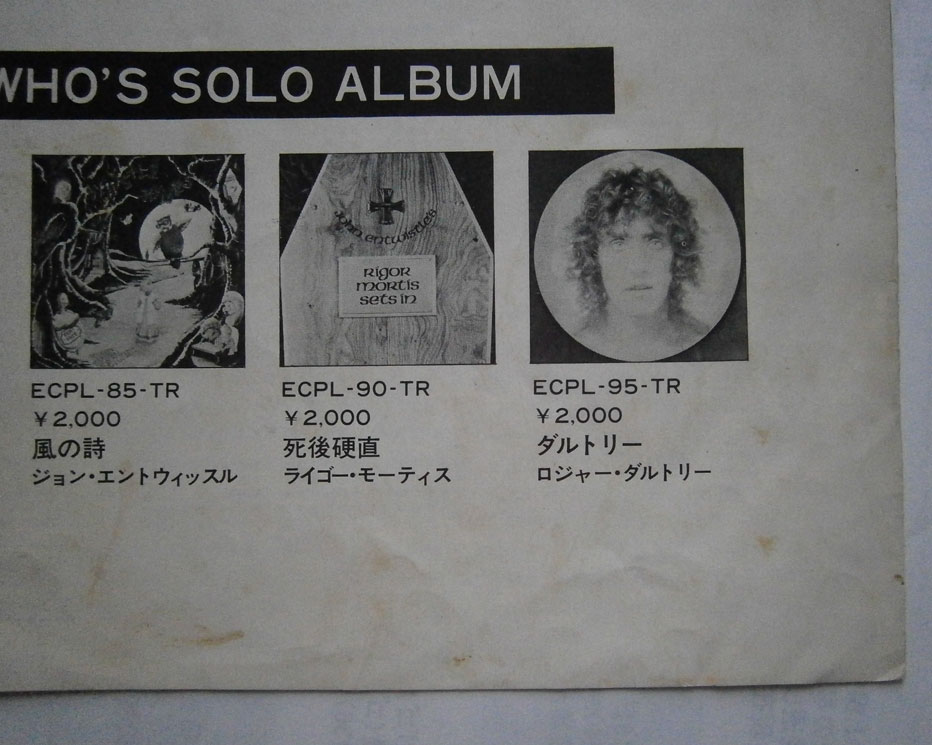 WHO'S SOLO ALBUM
John Entwistle's
Rigor
mortis
sets in
ECPL-85-TR
¥2,000
風の詩
ジョン・エントウィッスル
ECPL-90-TR
¥2,000
死後硬直
ライゴー・モーティス
ECPL-95-TR
¥2,000
ダルトリー
ロジャー・ダルトリー